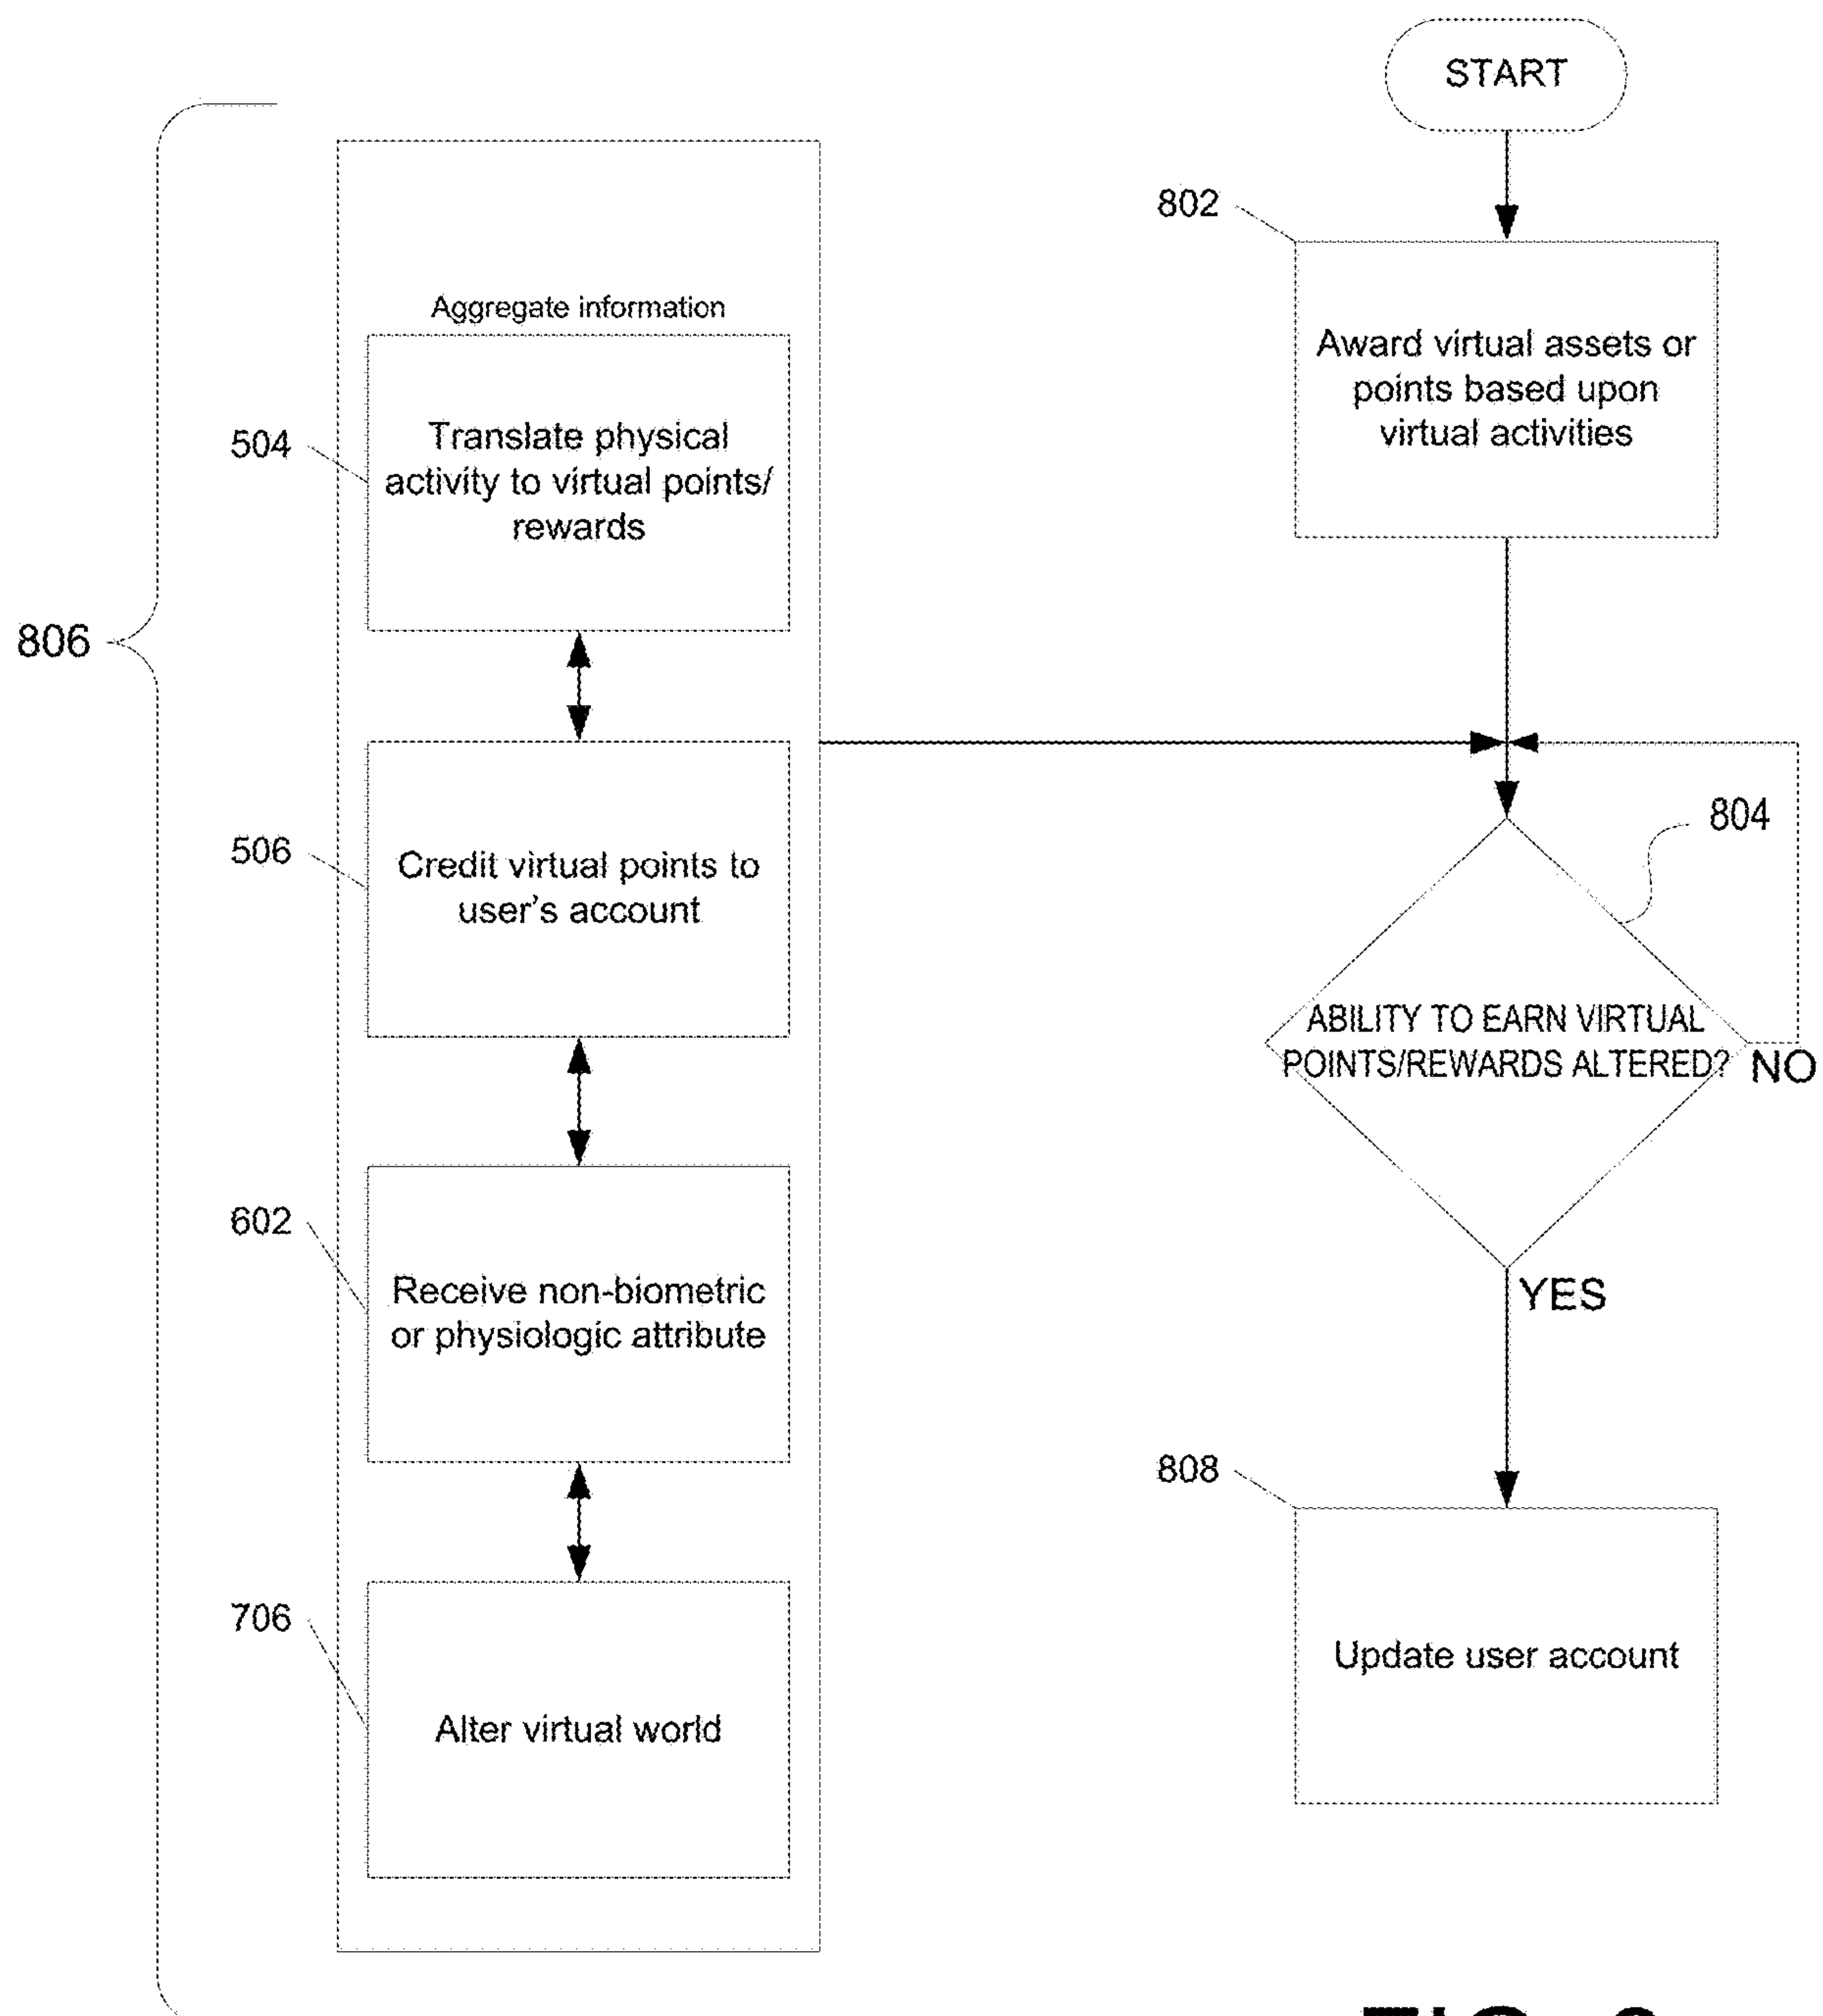 START
802
Award virtual assets or
points based upon
virtual activities
806
Aggregate information
504
Translate physical
activity to virtual points/
rewards
506
Credit virtual points to
user's account
602
Receive non-biometric
or physiologic attribute
706
Alter virtual world
804
ABILITY TO EARN VIRTUAL
POINTS/REWARDS ALTERED?
NO
YES
808
Update user account